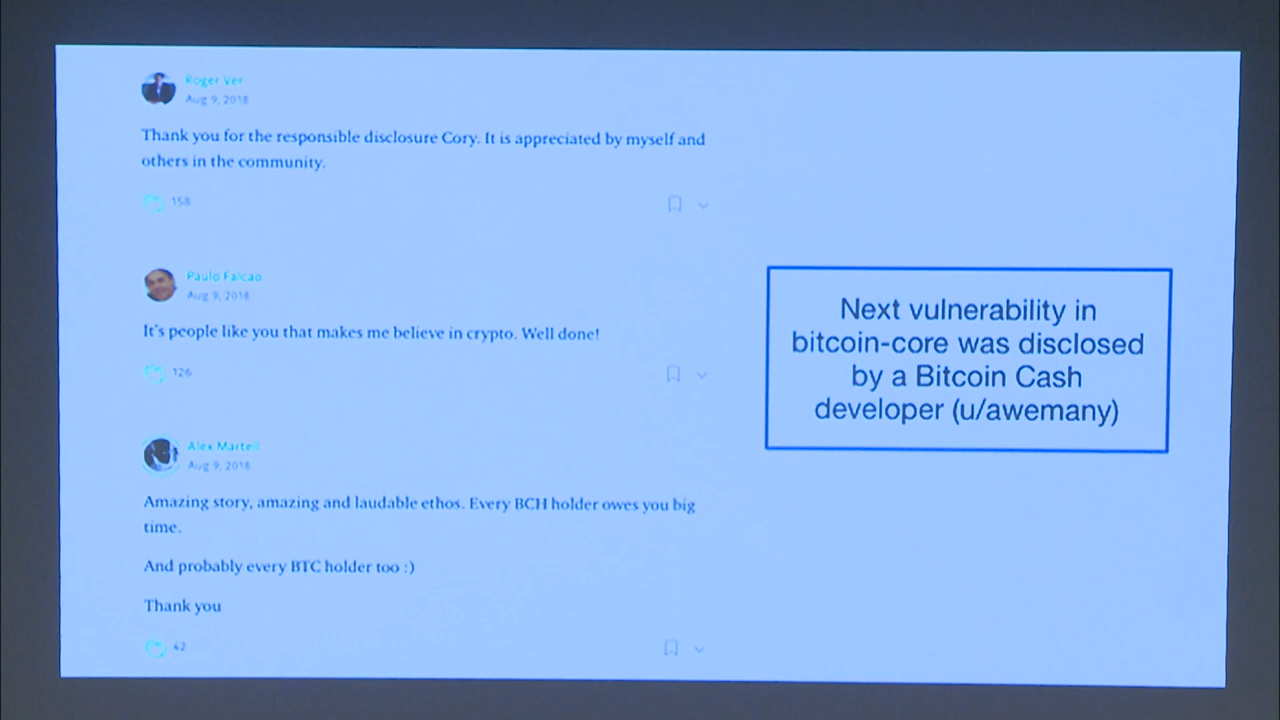 Roger Ver
Aug 9, 2018
Thank you for the responsible disclosure Cory. It is appreciated by myself and
others in the community.
158
Paulo Falcao
Aug 9, 2018
It's people like you that makes me believe in crypto. Well done!
126
Alex Martelli
Aug 9, 2018
Amazing story, amazing and laudable ethos. Every BCH holder owes you big
time.
And probably every BTC holder too :)
Thank you
42
Next vulnerability in
bitcoin-core was disclosed
by a Bitcoin Cash
developer (u/awemany)